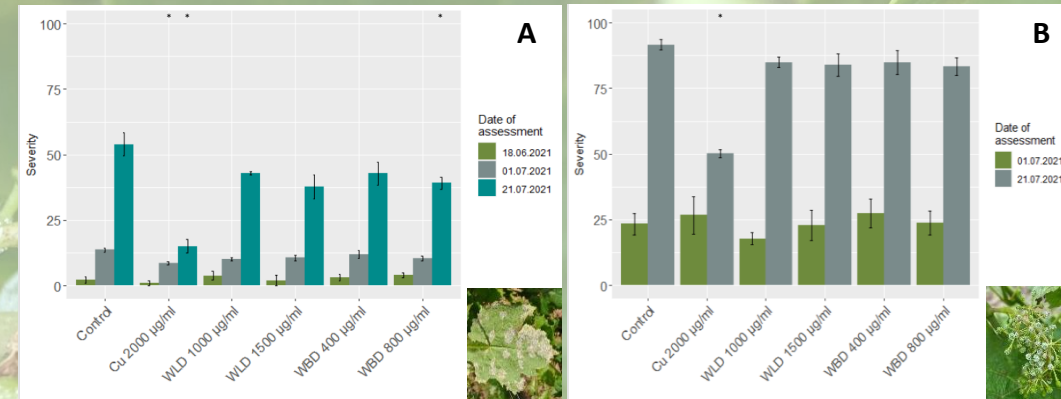 * * *
A
100
75
50
25
0
Severity
Control
Cu 2000 µg/ml
WLD 1000 µg/ml
WLD 1500 µg/ml
WBD 400 µg/ml
WBD 800 µg/ml
Date of
assessment
18.06.2021
01.07.2021
21.07.2021
*
B
100
75
50
25
0
Severity
Control
Cu 2000 µg/ml
WLD 1000 µg/ml
WLD 1500 µg/ml
WBD 400 µg/ml
WBD 800 µg/ml
Date of
assessment
01.07.2021
21.07.2021